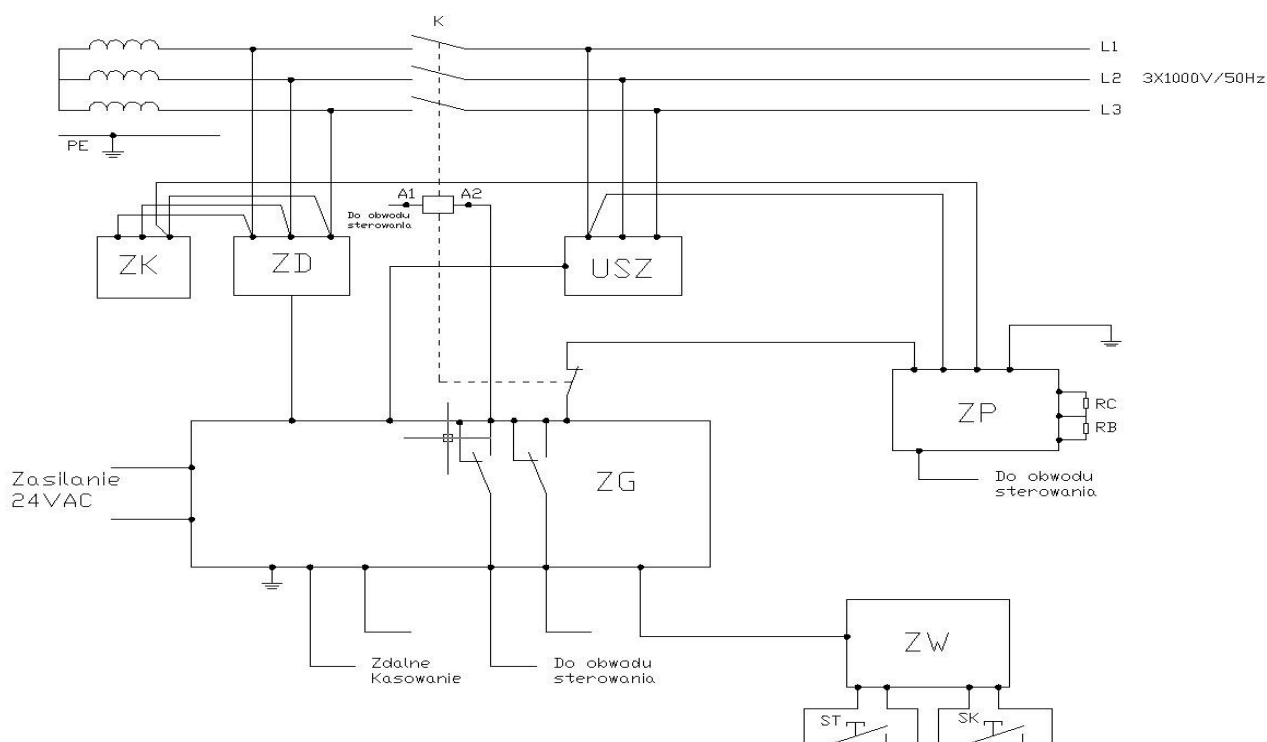 K
L1
L2 3X1000V/50Hz
L3
PE
A1 A2
Do obwodu
sterowania
ZK
ZD
USZ
ZP
RC
RB
Do obwodu
sterowania
Zasilanie
24VAC
ZG
Zdalne
Kasowanie
Do obwodu
sterowania
ZW
ST
SK